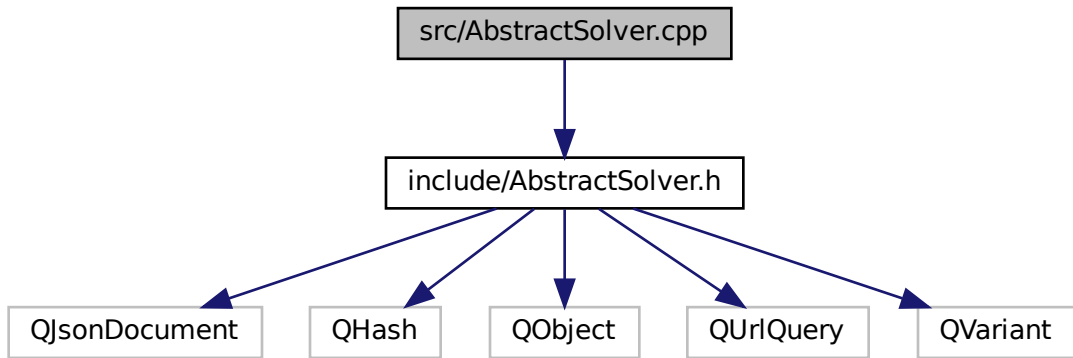 src/AbstractSolver.cpp
include/AbstractSolver.h
QJsonDocument
QHash
QObject
QUrlQuery
QVariant